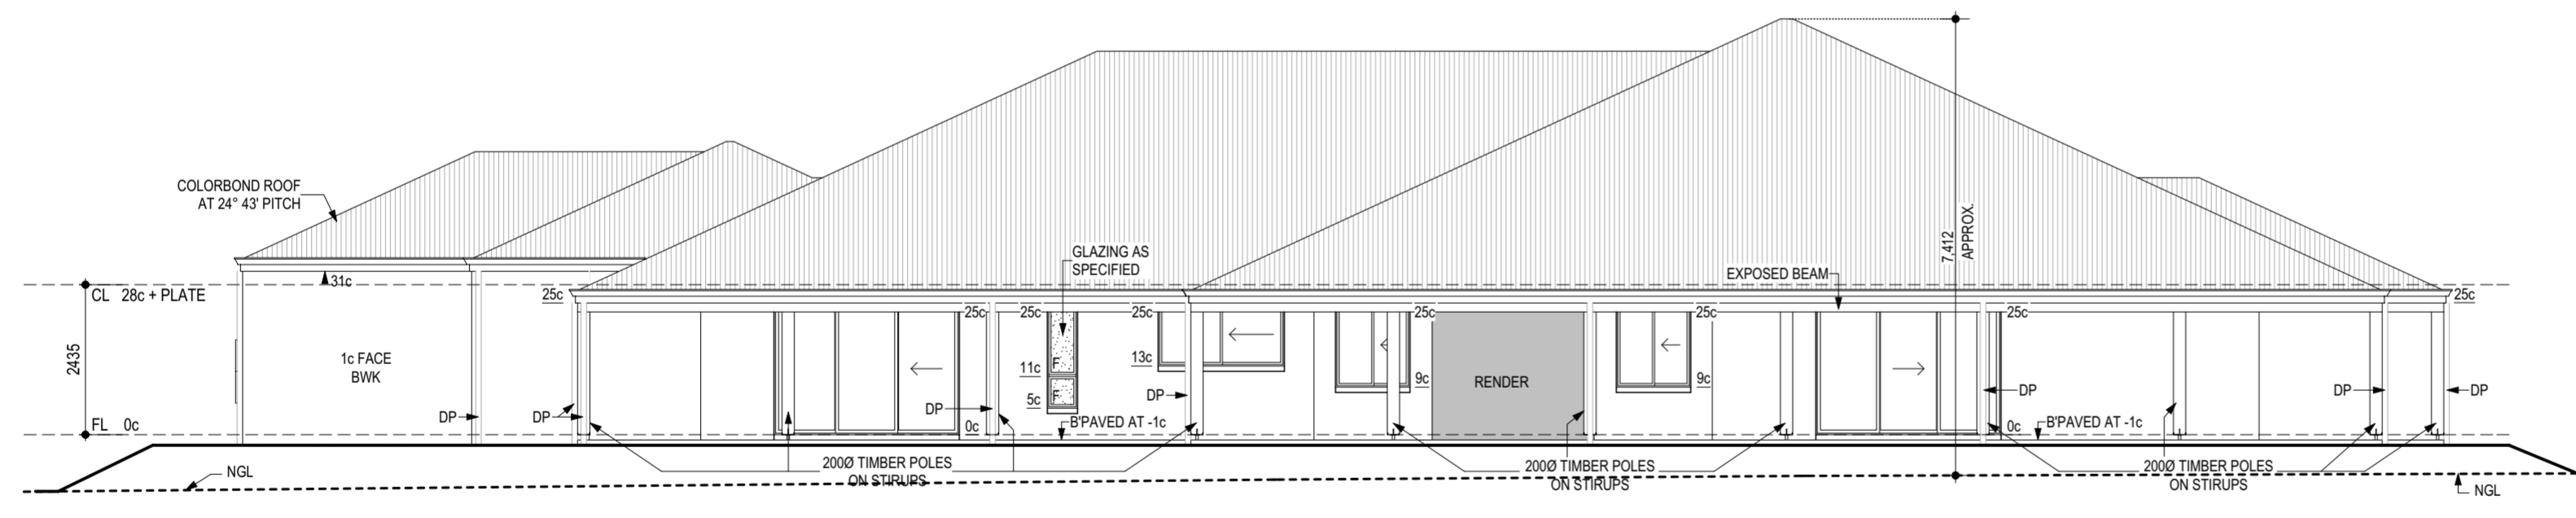 COLORBOND ROOF
AT 24° 43' PITCH
31c
CL 28c + PLATE
2435
FL 0c
1c FACE
BWK
DP
DP
NGL
25c
25c
25c
25c
GLAZING AS
SPECIFIED
F
F
11c
5c
13c
DP
DP
0c
B'PAVED AT -1c
200Ø TIMBER POLES
ON STIRUPS
25c
9c
RENDER
25c
9c
EXPOSED BEAM
7,412
APPROX.
25c
DP
0c
B'PAVED AT -1c
200Ø TIMBER POLES
ON STIRUPS
25c
DP
DP
200Ø TIMBER POLES
ON STIRUPS
NGL